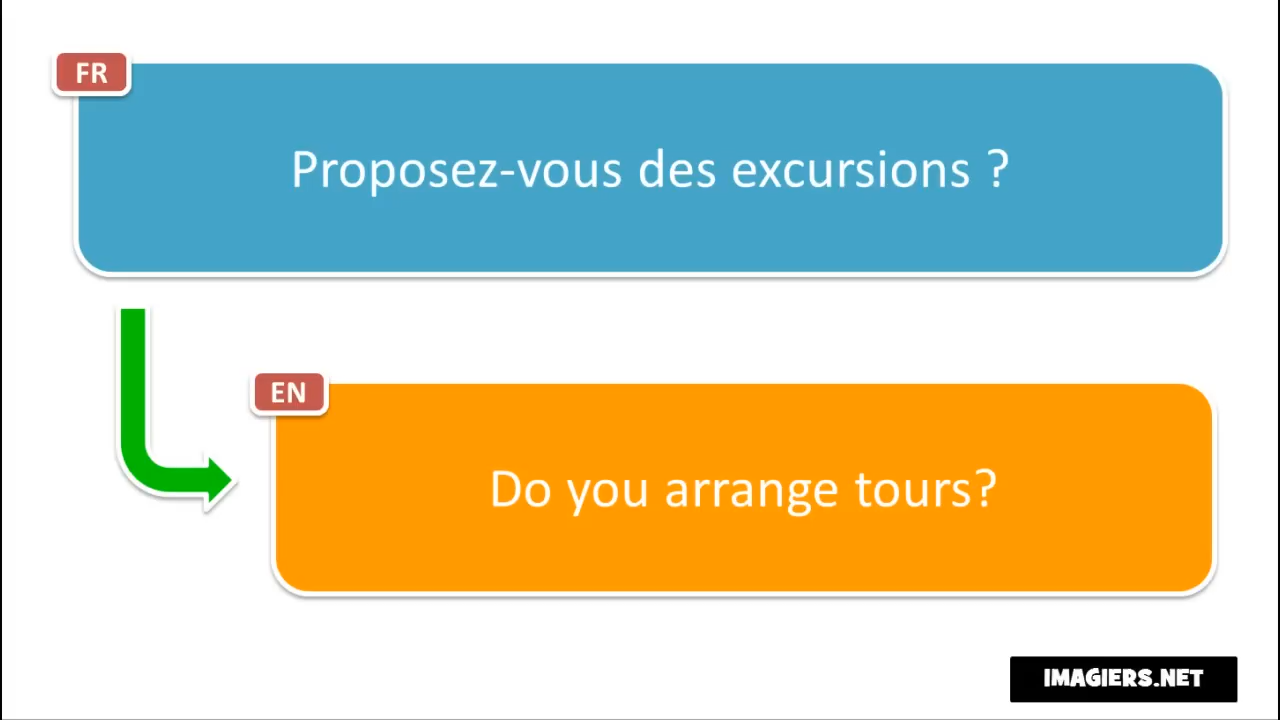 FR
Proposez-vous des excursions ?
EN
Do you arrange tours?
IMAGIERS.NET